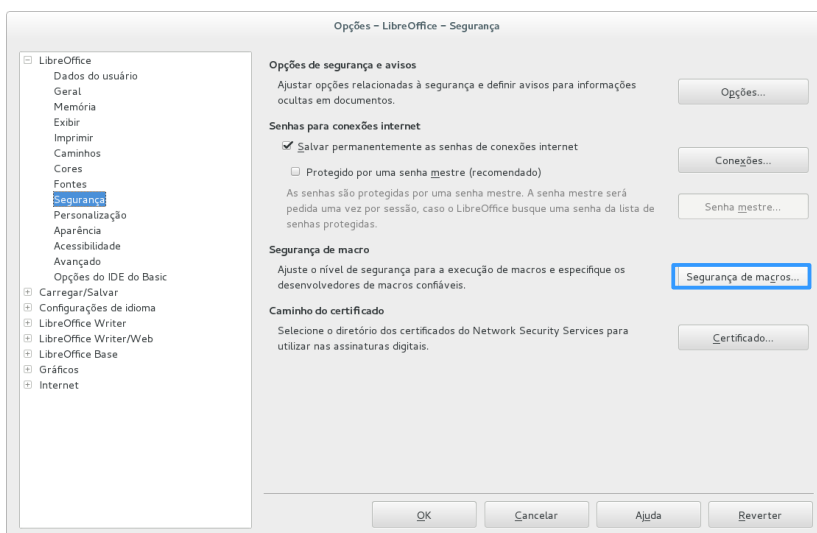 Opções – LibreOffice – Segurança
LibreOffice
Dados do usuário
Geral
Memória
Exibir
Imprimir
Caminhos
Cores
Fontes
Segurança
Personalização
Aparência
Acessibilidade
Avançado
Opções do IDE do Basic
Carregar/Salvar
Configurações de idioma
LibreOffice Writer
LibreOffice Writer/Web
LibreOffice Base
Gráficos
Internet
Opções de segurança e avisos
Ajustar opções relacionadas à segurança e definir avisos para informações
ocultas em documentos.
Opções...
Senhas para conexões internet
Salvar permanentemente as senhas de conexões internet
Conexões...
Protegido por uma senha mestre (recomendado)
As senhas são protegidas por uma senha mestre. A senha mestre será
pedida uma vez por sessão, caso o LibreOffice busque uma senha da lista de
senhas protegidas.
Senha mestre...
Segurança de macro
Ajuste o nível de segurança para a execução de macros e especifique os
desenvolvedores de macros confiáveis.
Segurança de macros...
Caminho do certificado
Selecione o diretório dos certificados do Network Security Services para
utilizar nas assinaturas digitais.
Certificado...
OK
Cancelar
Ajuda
Reverter